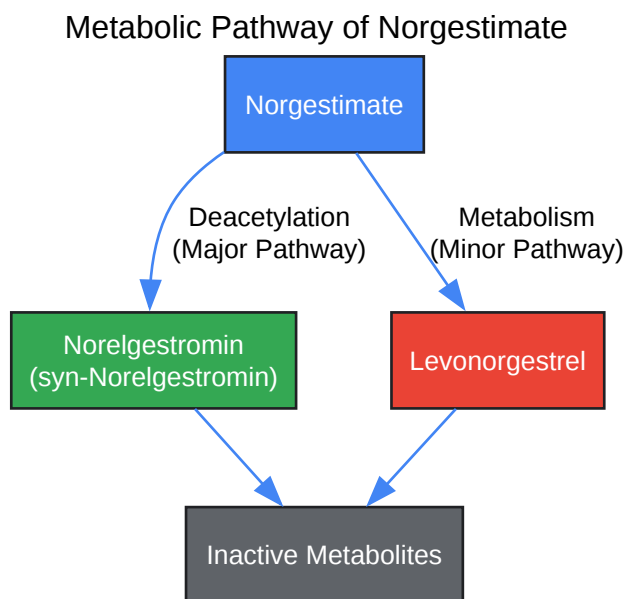 Metabolic Pathway of Norgestimate
Norgestimate
Deacetylation
(Major Pathway)
Metabolism
(Minor Pathway)
Norelgestromin
(syn-Norelgestromin)
Levonorgestrel
Inactive Metabolites